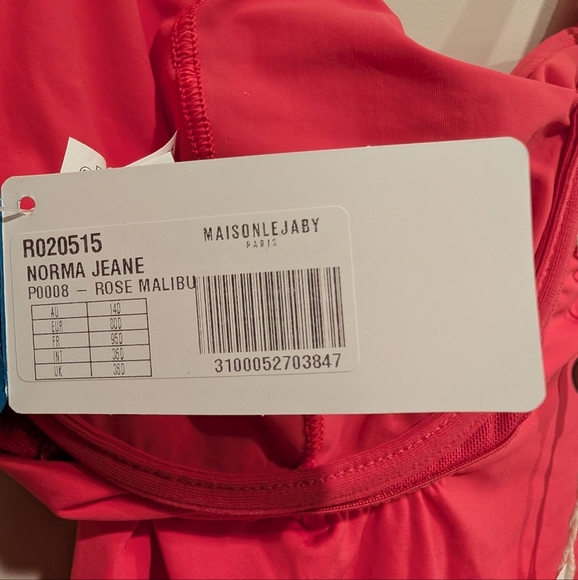 R020515
MAISONLEJABY
PARIS
NORMA JEANE
P0008 – ROSE MALIBU
AU 14D
EUR 80D
FR 95D
INT 36D
UK 36D
3100052703847